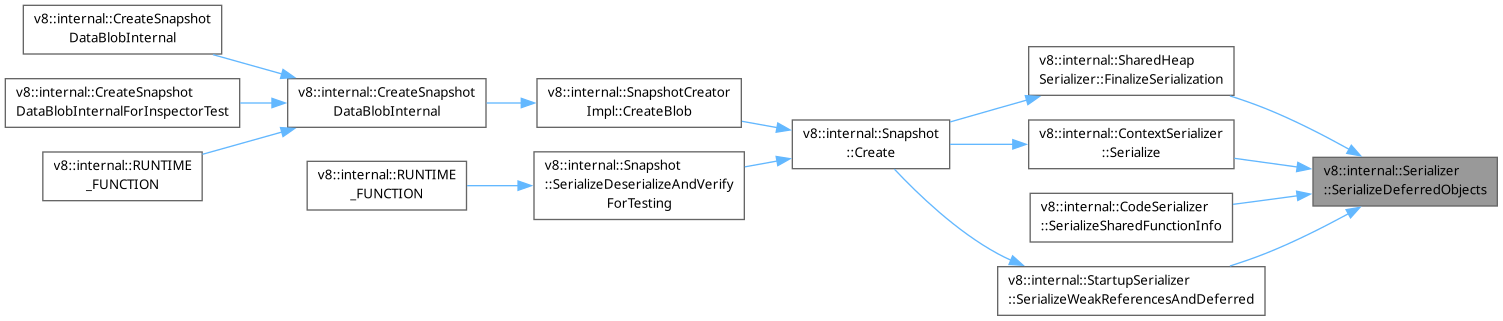 v8::internal::CreateSnapshot
DataBlobInternal
v8::internal::CreateSnapshot
DataBlobInternalForInspectorTest
v8::internal::RUNTIME
_FUNCTION
v8::internal::CreateSnapshot
DataBlobInternal
v8::internal::RUNTIME
_FUNCTION
v8::internal::SnapshotCreator
Impl::CreateBlob
v8::internal::Snapshot
::SerializeDeserializeAndVerify
ForTesting
v8::internal::Snapshot
::Create
v8::internal::SharedHeap
Serializer::FinalizeSerialization
v8::internal::ContextSerializer
::Serialize
v8::internal::CodeSerializer
::SerializeSharedFunctionInfo
v8::internal::StartupSerializer
::SerializeWeakReferencesAndDeferred
v8::internal::Serializer
::SerializeDeferredObjects